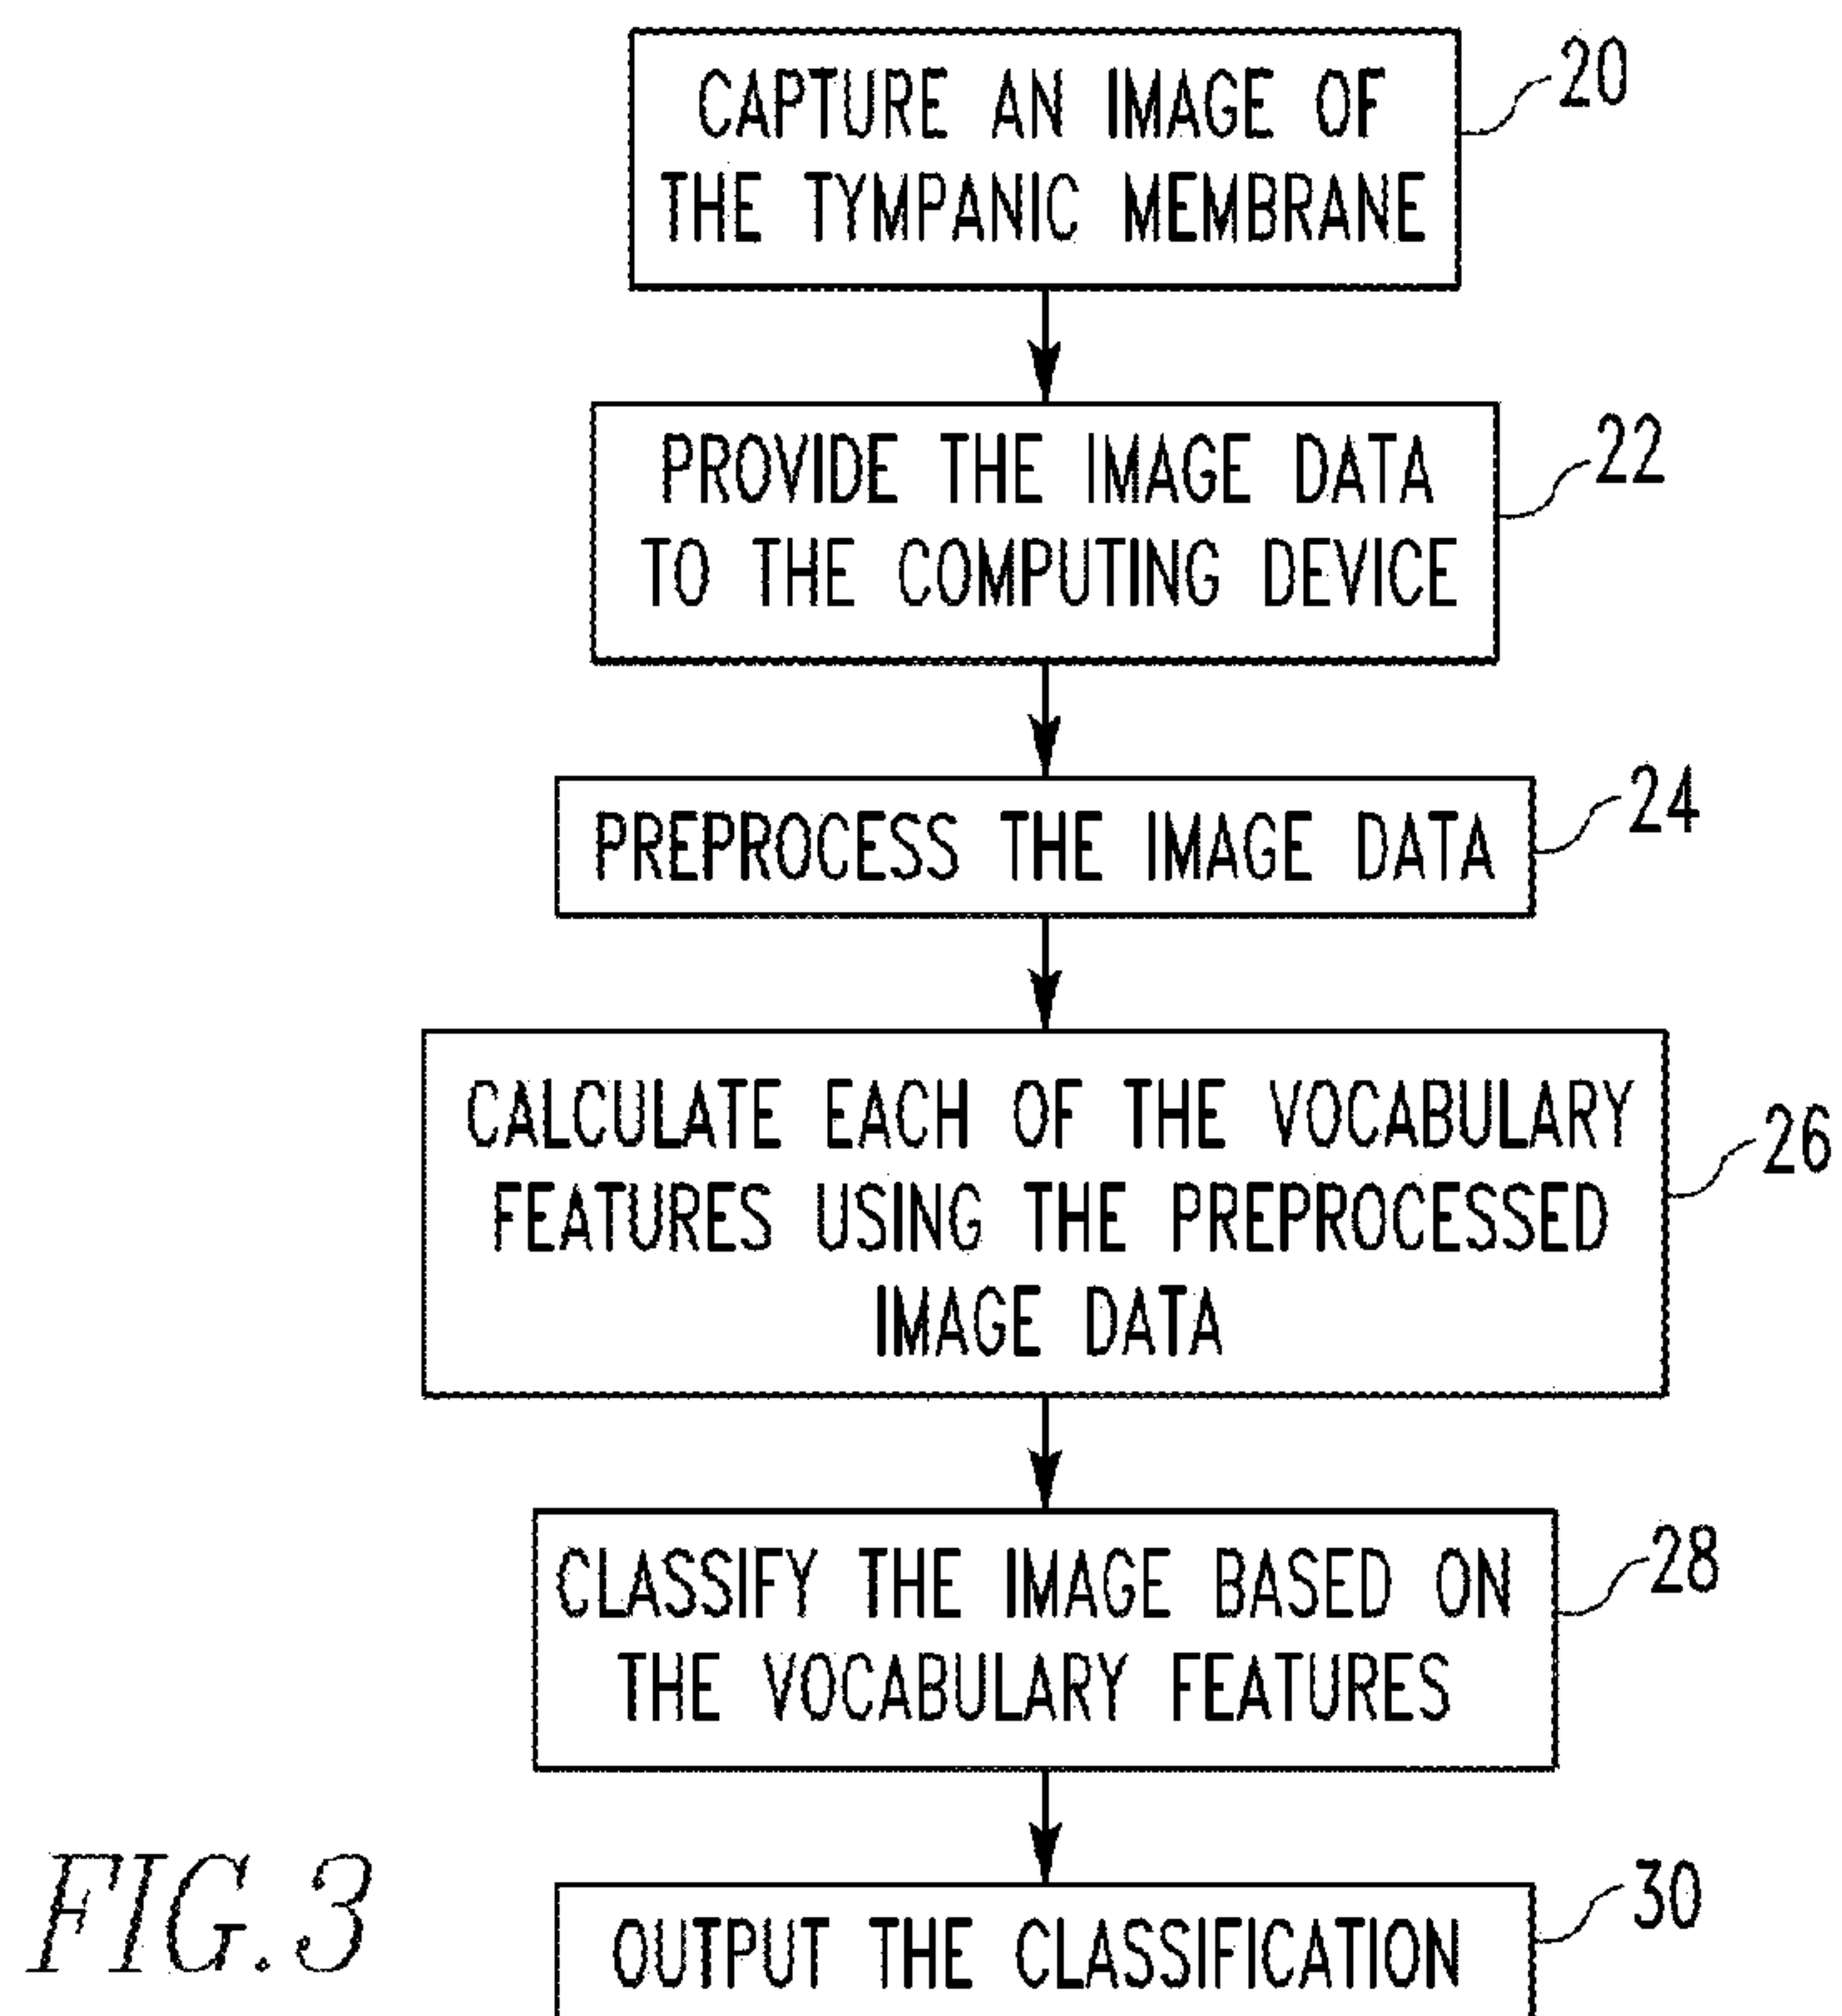 CAPTURE AN IMAGE OF
THE TYMPANIC MEMBRANE
20
PROVIDE THE IMAGE DATA
TO THE COMPUTING DEVICE
22
PREPROCESS THE IMAGE DATA
24
CALCULATE EACH OF THE VOCABULARY
FEATURES USING THE PREPROCESSED
IMAGE DATA
26
CLASSIFY THE IMAGE BASED ON
THE VOCABULARY FEATURES
28
OUTPUT THE CLASSIFICATION
30
FIG.3